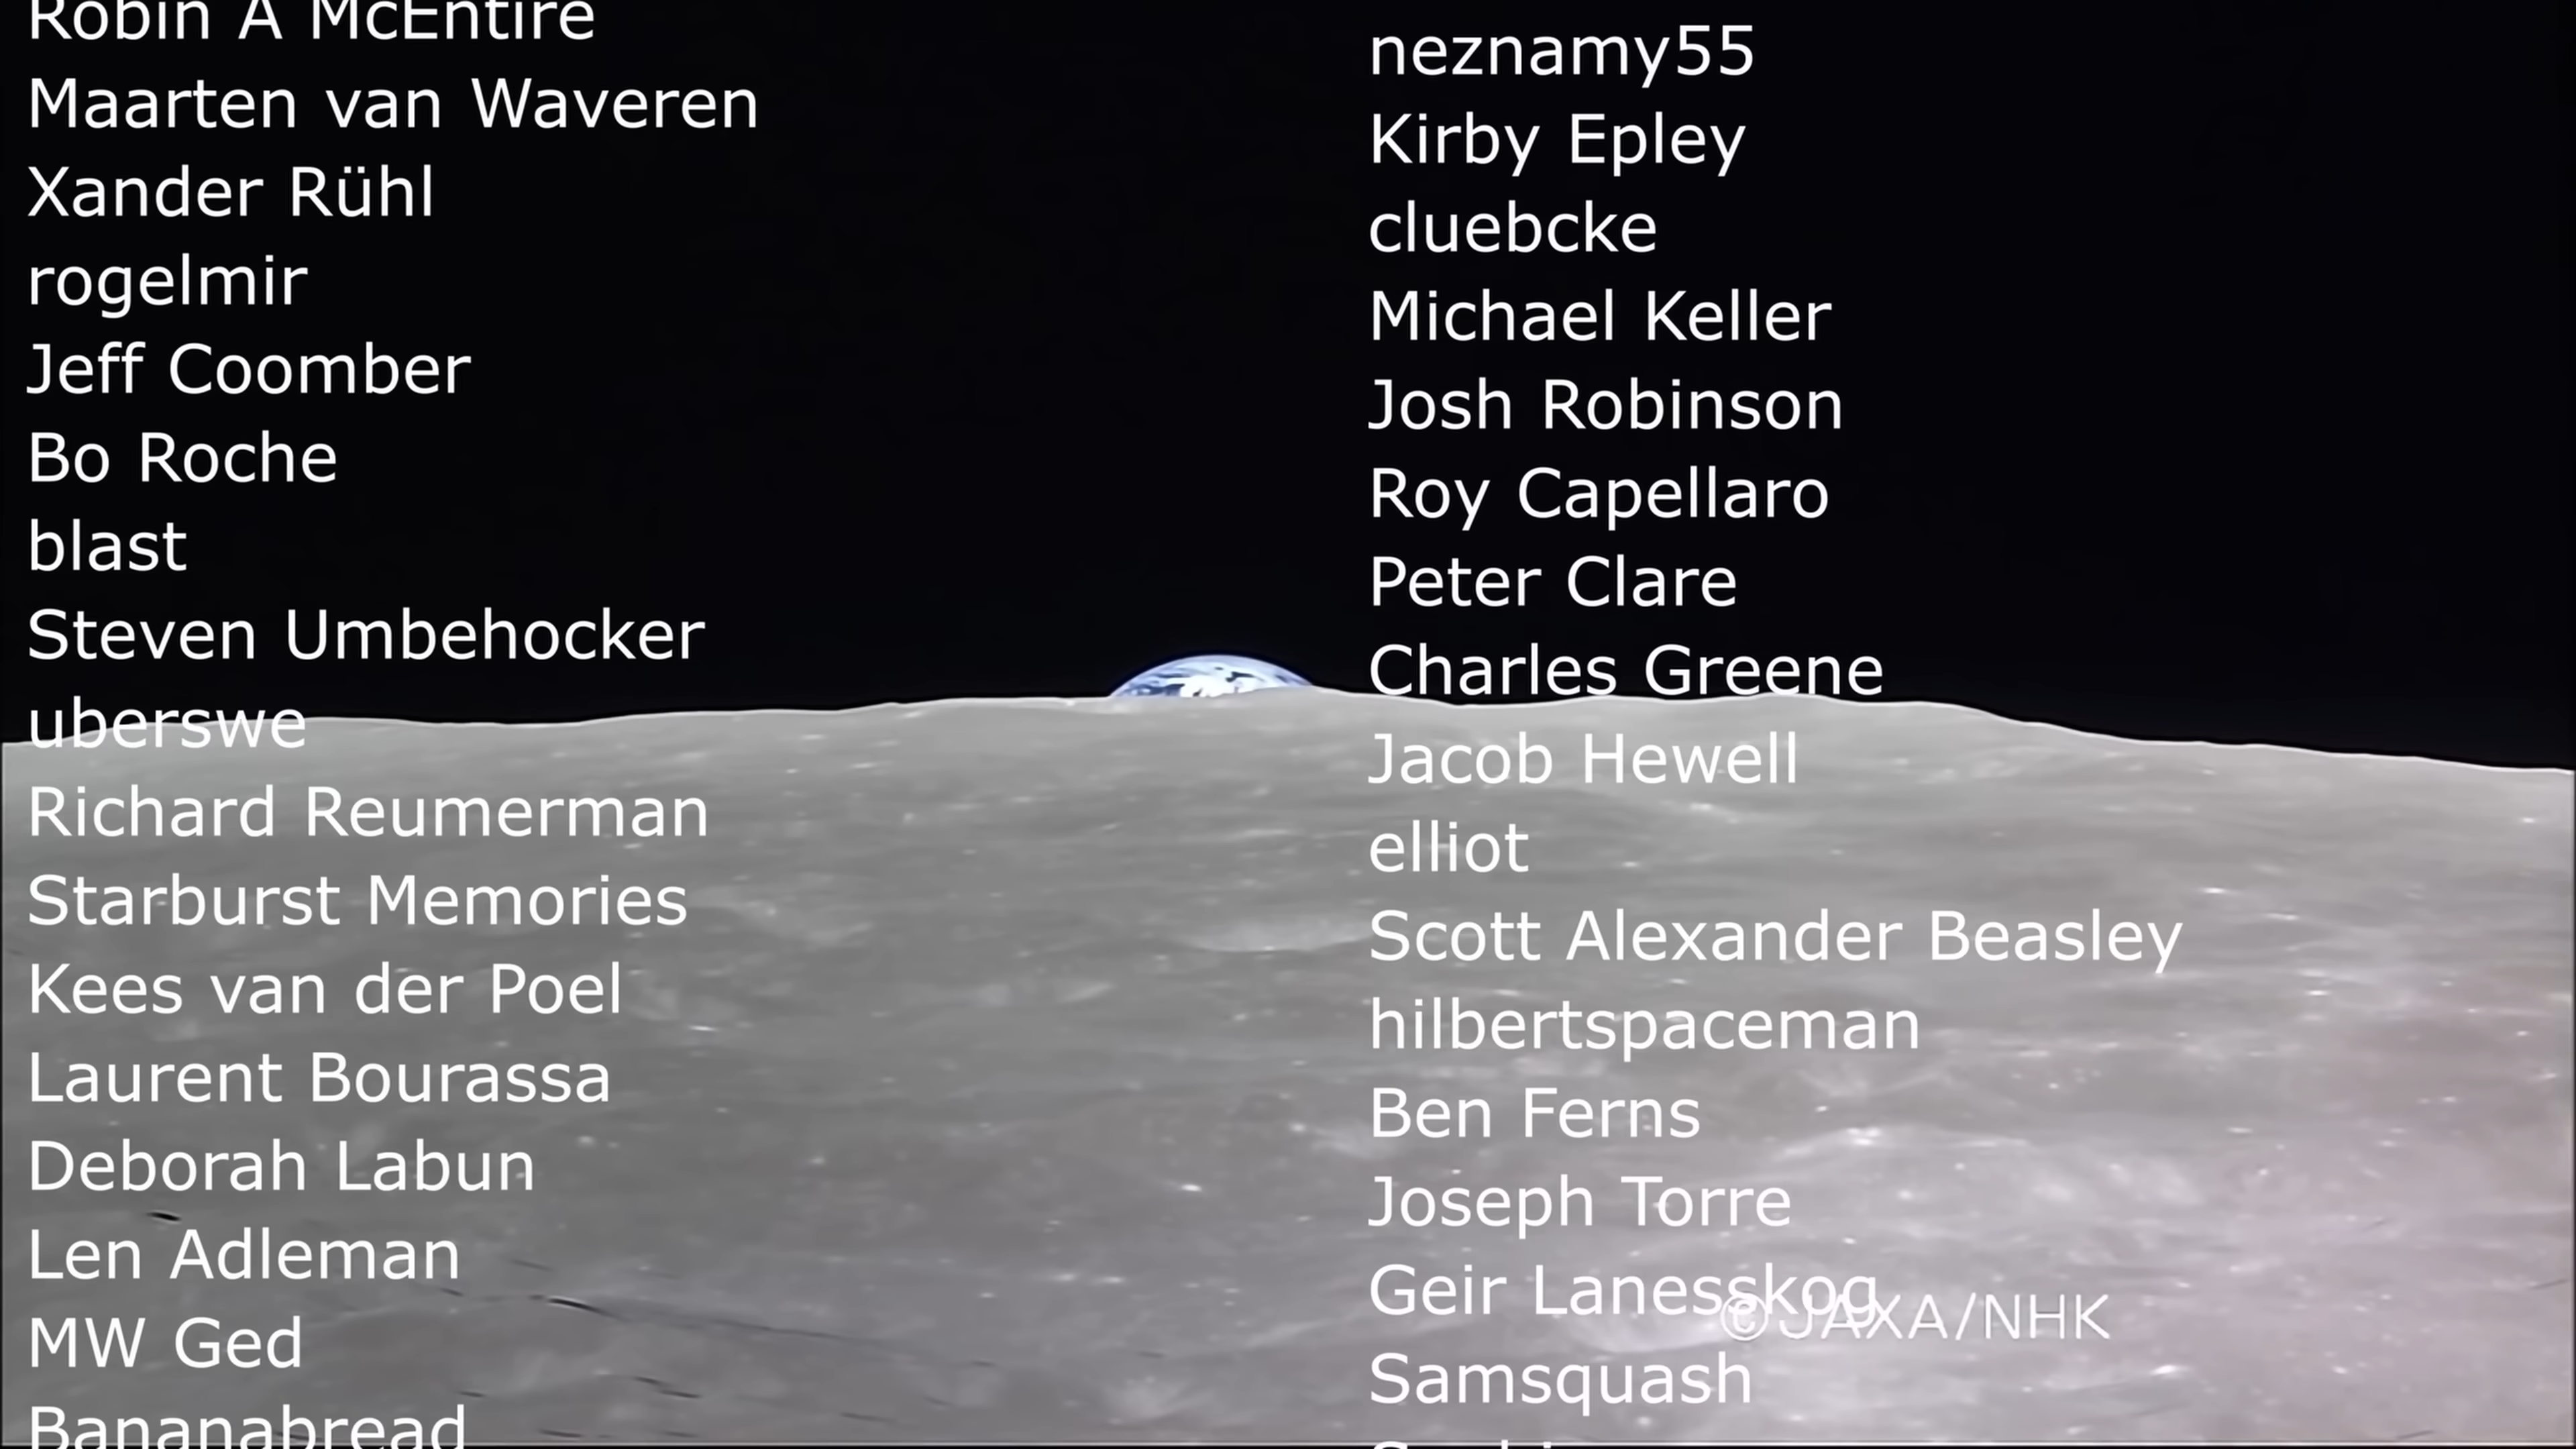 Robin A McEntire
Maarten van Waveren
Xander Rühl
rogelmir
Jeff Coomber
Bo Roche
blast
Steven Umbehocker
uberswe
Richard Reumerman
Starburst Memories
Kees van der Poel
Laurent Bourassa
Deborah Labun
Len Adleman
MW Ged
Bananabread
neznamy55
Kirby Epley
cluebcke
Michael Keller
Josh Robinson
Roy Capellaro
Peter Clare
Charles Greene
Jacob Hewell
elliot
Scott Alexander Beasley
hilbertspaceman
Ben Ferns
Joseph Torre
Geir Lanesskog
©JAXA/NHK
Samsquash